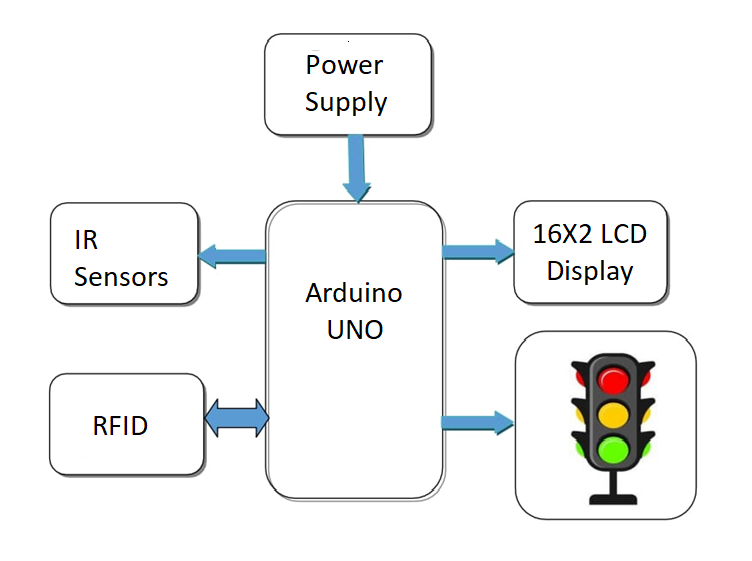 Power
Supply
IR
Sensors
16X2 LCD
Display
Arduino
UNO
RFID